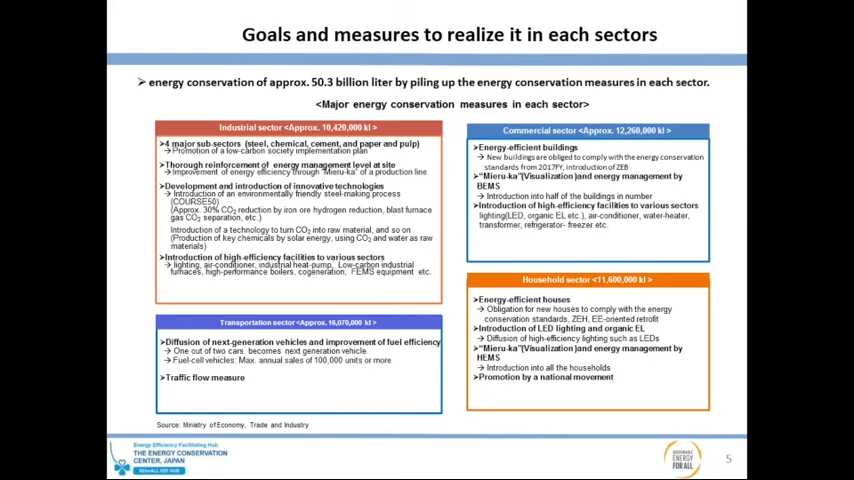 Goals and measures to realize it in each sectors
➢ energy conservation of approx. 50.3 billion liter by piling up the energy conservation measures in each sector.
<Major energy conservation measures in each sector>
Industrial sector <Approx. 10,420,000 kl >
➢4 major sub-sectors (steel, chemical, cement, and paper and pulp)
→ Promotion of a low-carbon society implementation plan
➢Thorough reinforcement of energy management level at site
→ Improvement of energy efficiency through "Mieru-ka" of a production line
➢Development and introduction of innovative technologies
→ Introduction of an environmentally friendly steel-making process
(COURSE50)
(Approx. 30% CO2 reduction by iron ore hydrogen reduction, blast furnace
gas CO2 separation, etc.)
Introduction of a technology to turn CO2 into raw material, and so on
(Production of key chemicals by solar energy, using CO2 and water as raw
materials)
➢Introduction of high-efficiency facilities to various sectors
→ lighting, air-conditioner, industrial heat-pump, Low-carbon industrial
furnaces, high-performance boilers, cogeneration, FEMS equipment etc.
Transportation sector <Approx. 16,070,000 kl >
➢Diffusion of next-generation vehicles and improvement of fuel efficiency
→ One out of two cars becomes next generation vehicle.
→ Fuel-cell vehicles: Max. annual sales of 100,000 units or more
➢Traffic flow measure
Commercial sector <Approx. 12,260,000 kl >
➢Energy-efficient buildings
→ New buildings are obliged to comply with the energy conservation
standards from 2017FY, introduction of ZEB
➢"Mieru-ka"(Visualization)and energy management by
BEMS
→ Introduction into half of the buildings in number
➢Introduction of high-efficiency facilities to various sectors
lighting(LED, organic EL etc.), air-conditioner, water-heater,
transformer, refrigerator- freezer etc.
Household sector <11,600,000 kl >
➢Energy-efficient houses
→ Obligation for new houses to comply with the energy
conservation standards, ZEH, EE-oriented retrofit
➢Introduction of LED lighting and organic EL
→ Diffusion of high-efficiency lighting such as LEDs
➢"Mieru-ka"(Visualization)and energy management by
HEMS
→ Introduction into all the households
➢Promotion by a national movement
Source: Ministry of Economy, Trade and Industry
Energy Efficiency Facilitating Hub:
THE ENERGY CONSERVATION
CENTER, JAPAN
SE4ALL EEF HUB
SUSTAINABLE
ENERGY
FOR ALL
5